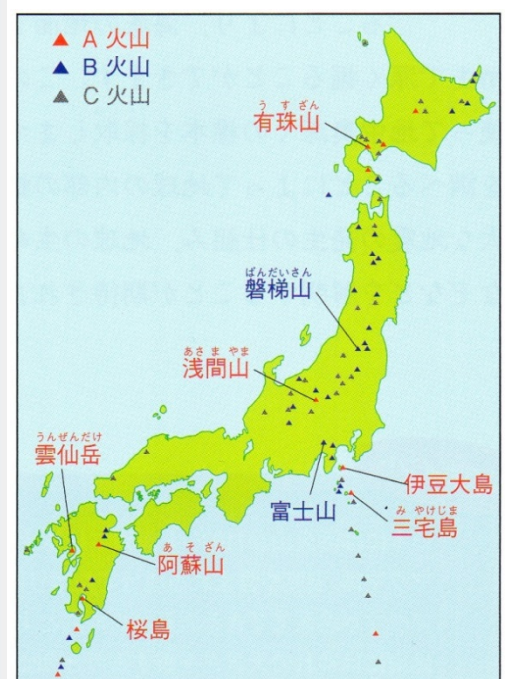 ▲ A 火山
▲ B 火山
▲ C 火山
うすざん
有珠山
ばんだいさん
磐梯山
あさまやま
浅間山
うんぜんだけ
雲仙岳
伊豆大島
富士山
みやけじま
三宅島
あそざん
阿蘇山
桜島